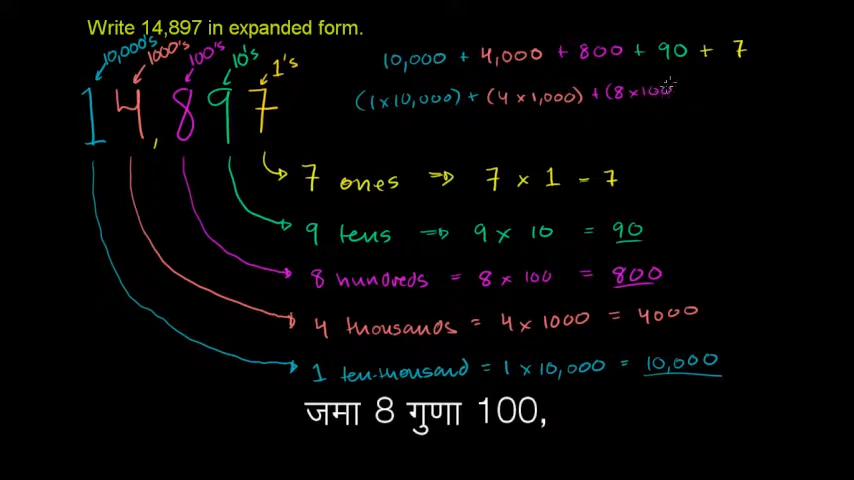 Write 14,897 in expanded form.
10,000's 1000's 100's 10's 1's
10,000 + 4,000 + 800 + 90 + 7
14,897
(1×10,000) + (4×1,000) + (8×100
7 ones ⇒ 7 × 1 – 7
9 tens ⇒ 9 × 10 = 90
8 hundreds = 8 × 100 = 800
4 thousands = 4 × 1000 = 4000
1 ten-thousand = 1 × 10,000 = 10,000
जमा 8 गुणा 100,